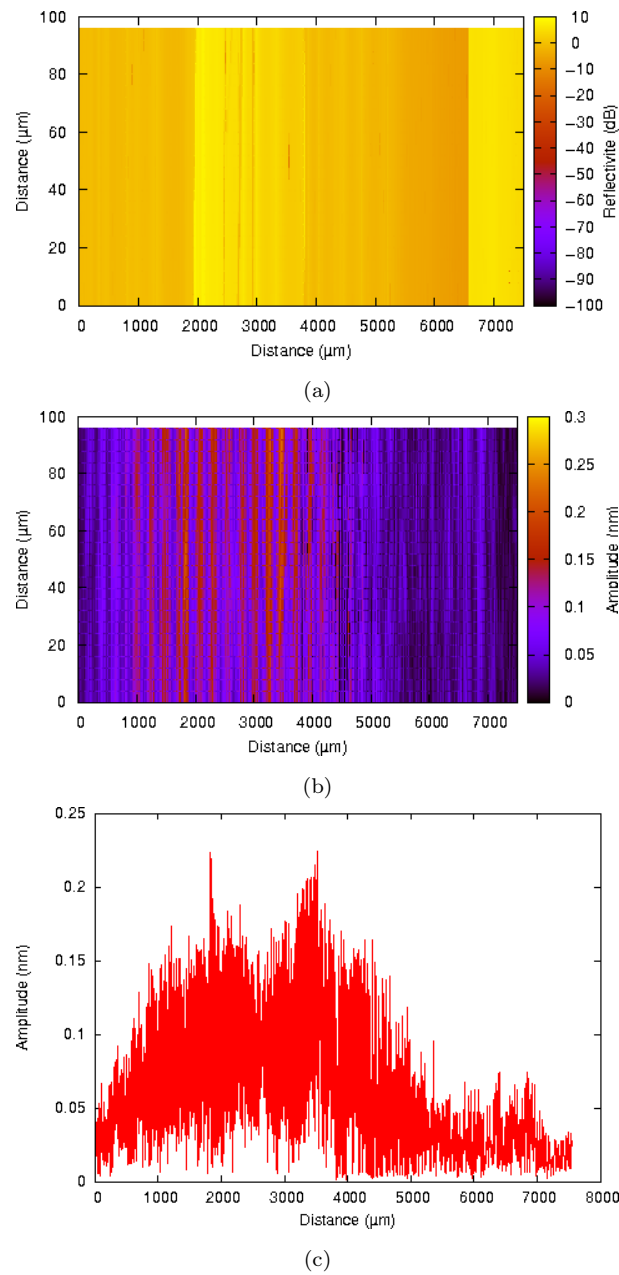 100
80
60
40
20
0
Distance (µm)
0 1000 2000 3000 4000 5000 6000 7000
Distance (µm)
10
0
−10
−20
−30
−40
−50
−60
−70
−80
−90
−100
Reflectivite (dB)
(a)
100
80
60
40
20
0
Distance (µm)
0 1000 2000 3000 4000 5000 6000 7000
Distance (µm)
0.3
0.25
0.2
0.15
0.1
0.05
0
Amplitude (nm)
(b)
0.25
0.2
0.15
0.1
0.05
0
Amplitude (nm)
0 1000 2000 3000 4000 5000 6000 7000 8000
Distance (µm)
(c)